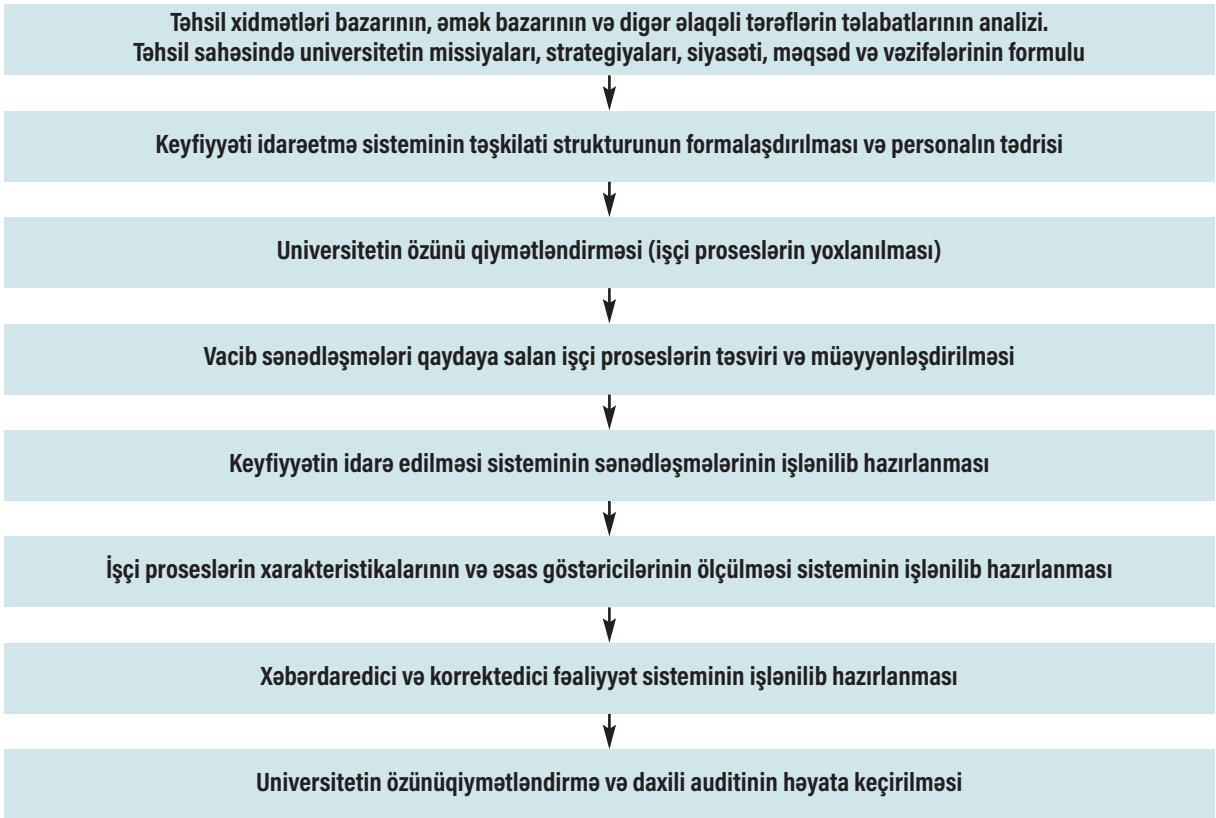 Təhsil xidmətləri bazarının, əmək bazarının və digər əlaqəli tərəflərin təlabatlarının analizi.
Təhsil sahəsində universitetin missiyaları, strategiyaları, siyasəti, məqsəd və vəzifələrinin formulu
Keyfiyyəti idarəetmə sisteminin təşkilati strukturunun formalaşdırılması və personalın tədrisi
Universitetin özünü qiymətləndirməsi (işçi proseslərin yoxlanılması)
Vacib sənədləşmələri qaydaya salan işçi proseslərin təsviri və müəyyənləşdirilməsi
Keyfiyyətin idarə edilməsi sisteminin sənədləşmələrinin işlənilib hazırlanması
İşçi proseslərin xarakteristikalarının və əsas göstəricilərinin ölçülməsi sisteminin işlənilib hazırlanması
Xəbərdaredici və korrektedici fəaliyyət sisteminin işlənilib hazırlanması
Universitetin özünüqiymətləndirmə və daxili auditinin həyata keçirilməsi